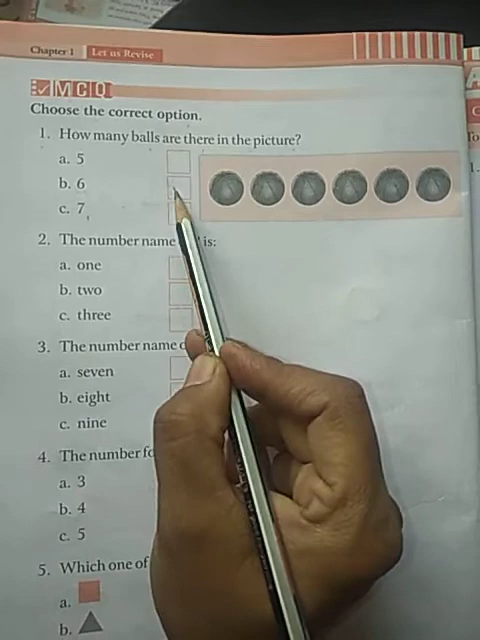 Chapter 1 Let us Revise
MCQ
Choose the correct option.
1. How many balls are there in the picture?
a. 5
b. 6
c. 7
2. The number name is:
a. one
b. two
c. three
3. The number name
a. seven
b. eight
c. nine
4. The number
a. 3
b. 4
c. 5
5. Which one of
a.
b.